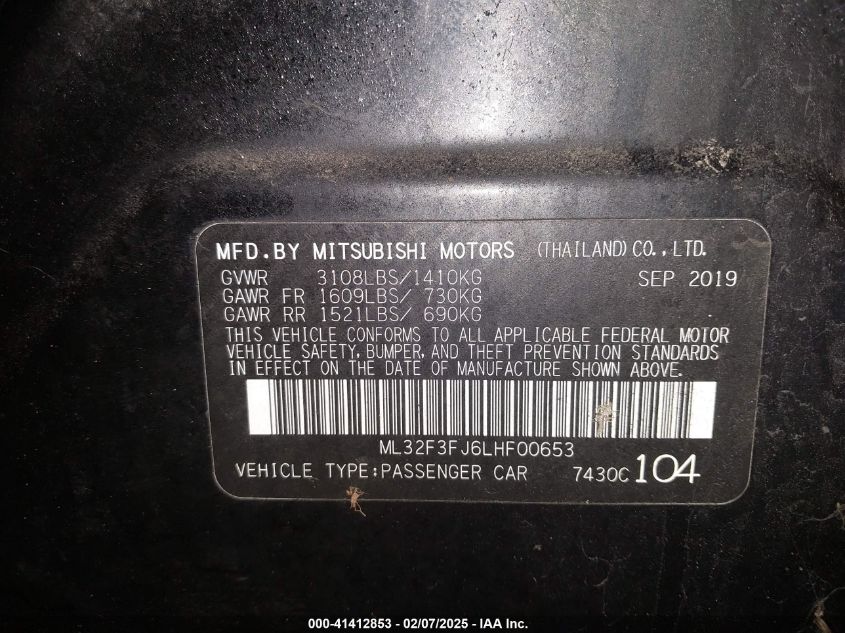 MFD.BY MITSUBISHI MOTORS (THAILAND)CO.,LTD.
GVWR 3108LBS/1410KG SEP 2019
GAWR FR 1609LBS/ 730KG
GAWR RR 1521LBS/ 690KG
THIS VEHICLE CONFORMS TO ALL APPLICABLE FEDERAL MOTOR
VEHICLE SAFETY, BUMPER, AND THEFT PREVENTION STANDARDS
IN EFFECT ON THE DATE OF MANUFACTURE SHOWN ABOVE.
ML32F3FJ6LHF00653
VEHICLE TYPE:PASSENGER CAR 7430C 104
000-41412853 - 02/07/2025 - IAA Inc.